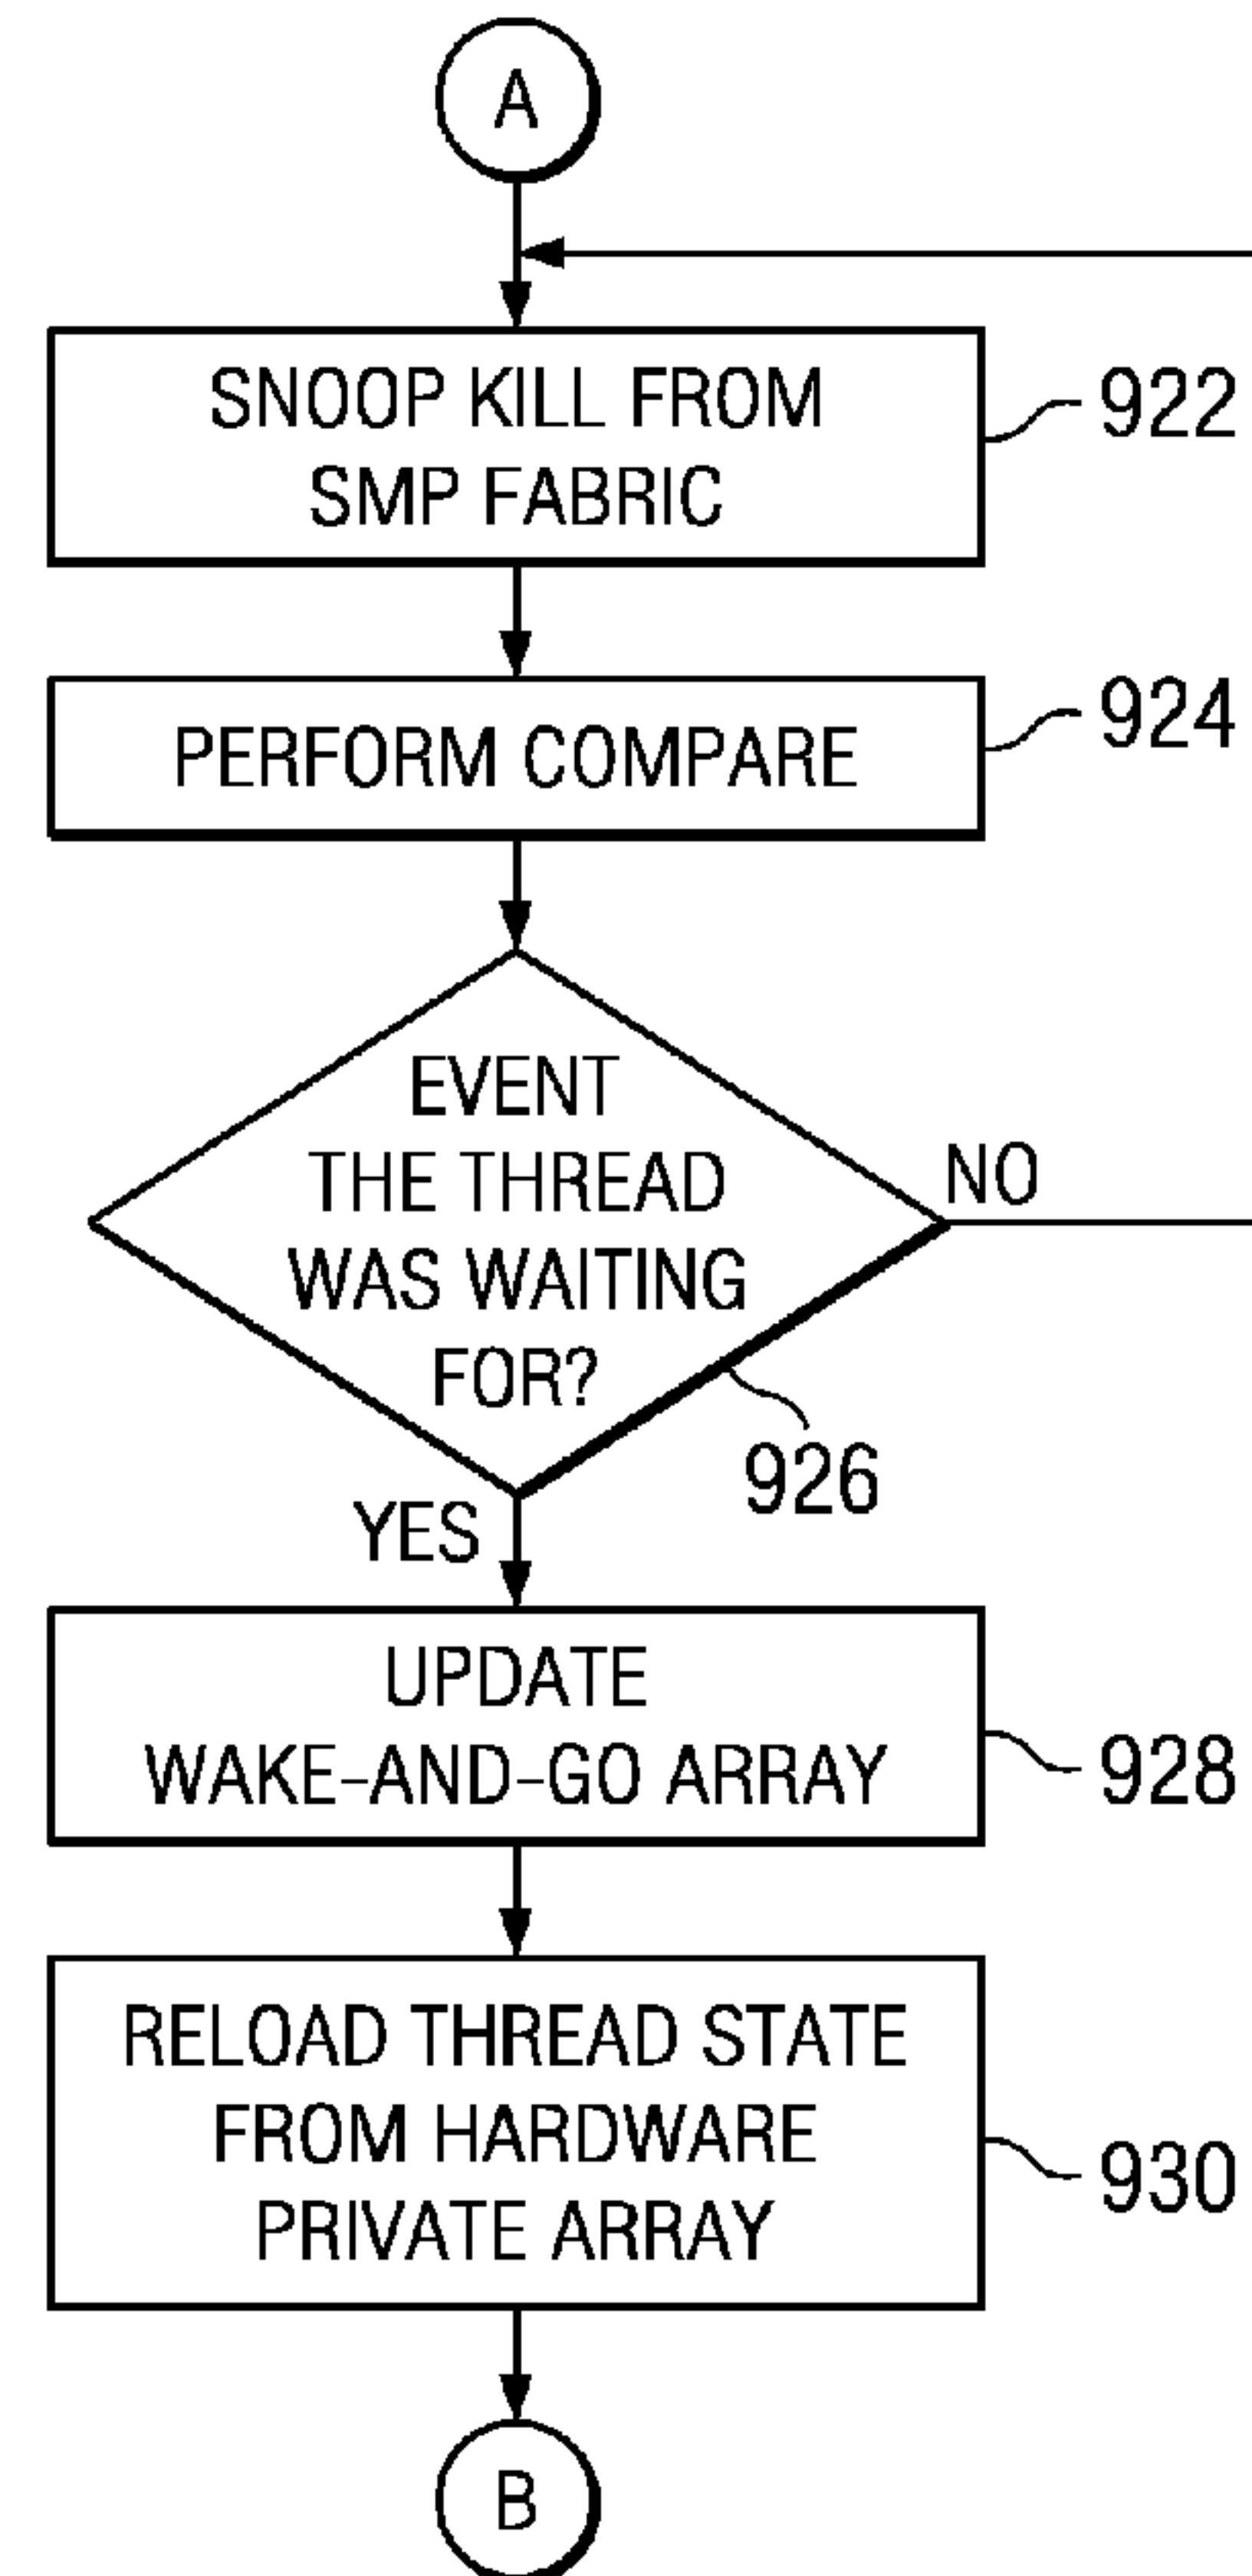 A
SNOOP KILL FROM
SMP FABRIC
922
PERFORM COMPARE
924
EVENT
THE THREAD
WAS WAITING
FOR?
NO
926
YES
UPDATE
WAKE-AND-GO ARRAY
928
RELOAD THREAD STATE
FROM HARDWARE
PRIVATE ARRAY
930
B